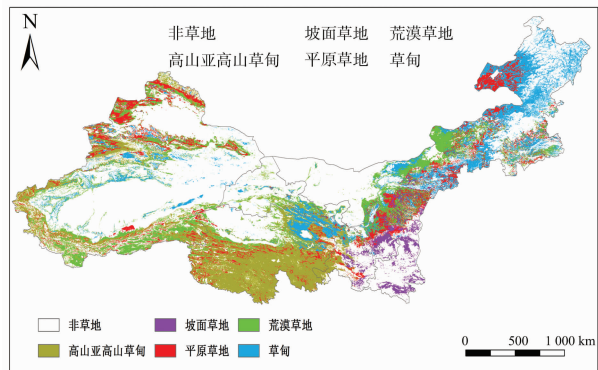 N
非草地 坡面草地 荒漠草地
高山亚高山草甸 平原草地 草甸
非草地 坡面草地 荒漠草地
高山亚高山草甸 平原草地 草甸
0 500 1 000 km